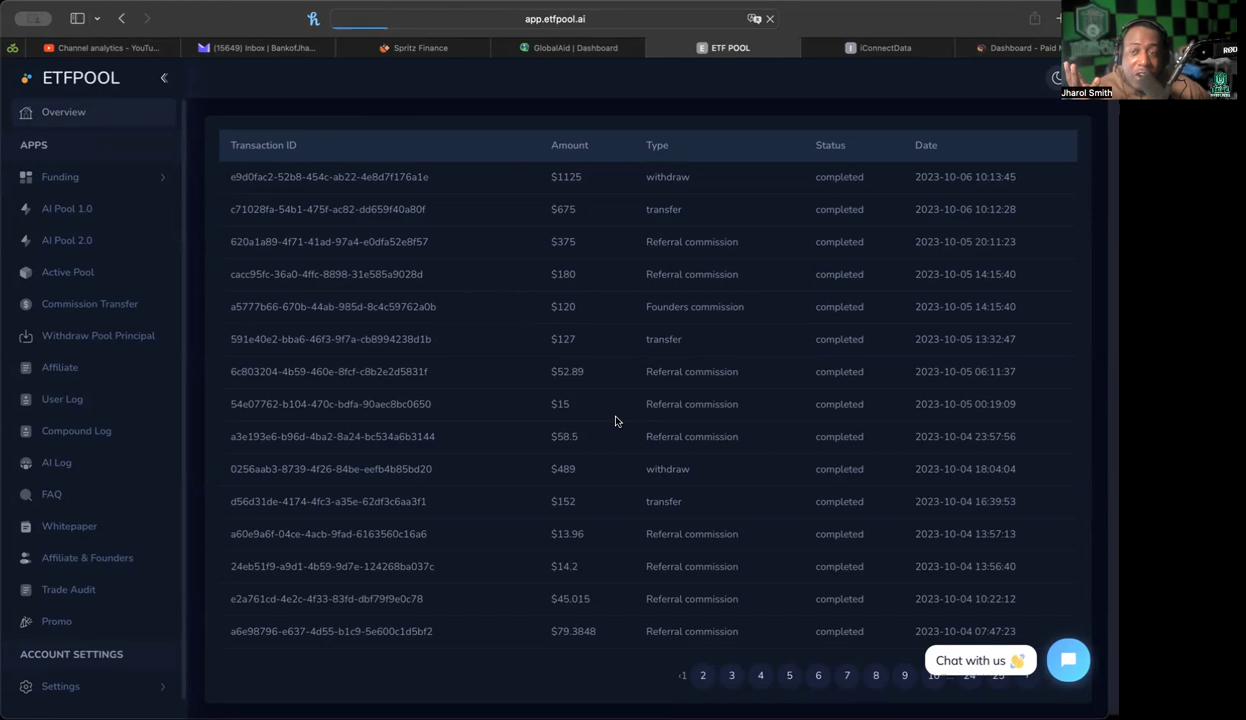 app.etfpool.ai
Channel analytics - YouTu...
(15649) Inbox | BankofJha...
Spritz Finance
GlobalAid | Dashboard
E ETF POOL
iConnectData
Dashboard - Paid M
ETFPOOL
Jharol Smith
Overview
APPS
Funding
AI Pool 1.0
AI Pool 2.0
Active Pool
Commission Transfer
Withdraw Pool Principal
Affiliate
User Log
Compound Log
AI Log
FAQ
Whitepaper
Affiliate & Founders
Trade Audit
Promo
ACCOUNT SETTINGS
Settings
Transaction ID Amount Type Status Date
e9d0fac2-52b8-454c-ab22-4e8d7f176a1e $1125 withdraw completed 2023-10-06 10:13:45
c71028fa-54b1-475f-ac82-dd659f40a80f $675 transfer completed 2023-10-06 10:12:28
620a1a89-4f71-41ad-97a4-e0dfa52e8f57 $375 Referral commission completed 2023-10-05 20:11:23
cacc95fc-36a0-4ffc-8898-31e585a9028d $180 Referral commission completed 2023-10-05 14:15:40
a5777b66-670b-44ab-985d-8c4c59762a0b $120 Founders commission completed 2023-10-05 14:15:40
591e40e2-bba6-46f3-9f7a-cb8994238d1b $127 transfer completed 2023-10-05 13:32:47
6c803204-4b59-460e-8fcf-c8b2e2d5831f $52.89 Referral commission completed 2023-10-05 06:11:37
54e07762-b104-470c-bdfa-90aec8bc0650 $15 Referral commission completed 2023-10-05 00:19:09
a3e193e6-b96d-4ba2-8a24-bc534a6b3144 $58.5 Referral commission completed 2023-10-04 23:57:56
0256aab3-8739-4f26-84be-eefb4b85bd20 $489 withdraw completed 2023-10-04 18:04:04
d56d31de-4174-4fc3-a35e-62df3c6aa3f1 $152 transfer completed 2023-10-04 16:39:53
a60e9a6f-04ce-4acb-9fad-6163560c16a6 $13.96 Referral commission completed 2023-10-04 13:57:13
24eb51f9-a9d1-4b59-9d7e-124268ba037c $14.2 Referral commission completed 2023-10-04 13:56:40
e2a761cd-4e2c-4f33-83fd-dbf79f9e0c78 $45.015 Referral commission completed 2023-10-04 10:22:12
a6e98796-e637-4d55-b1c9-5e600c1d5bf2 $79.3848 Referral commission completed 2023-10-04 07:47:23
‹1 2 3 4 5 6 7 8 9
Chat with us 👋